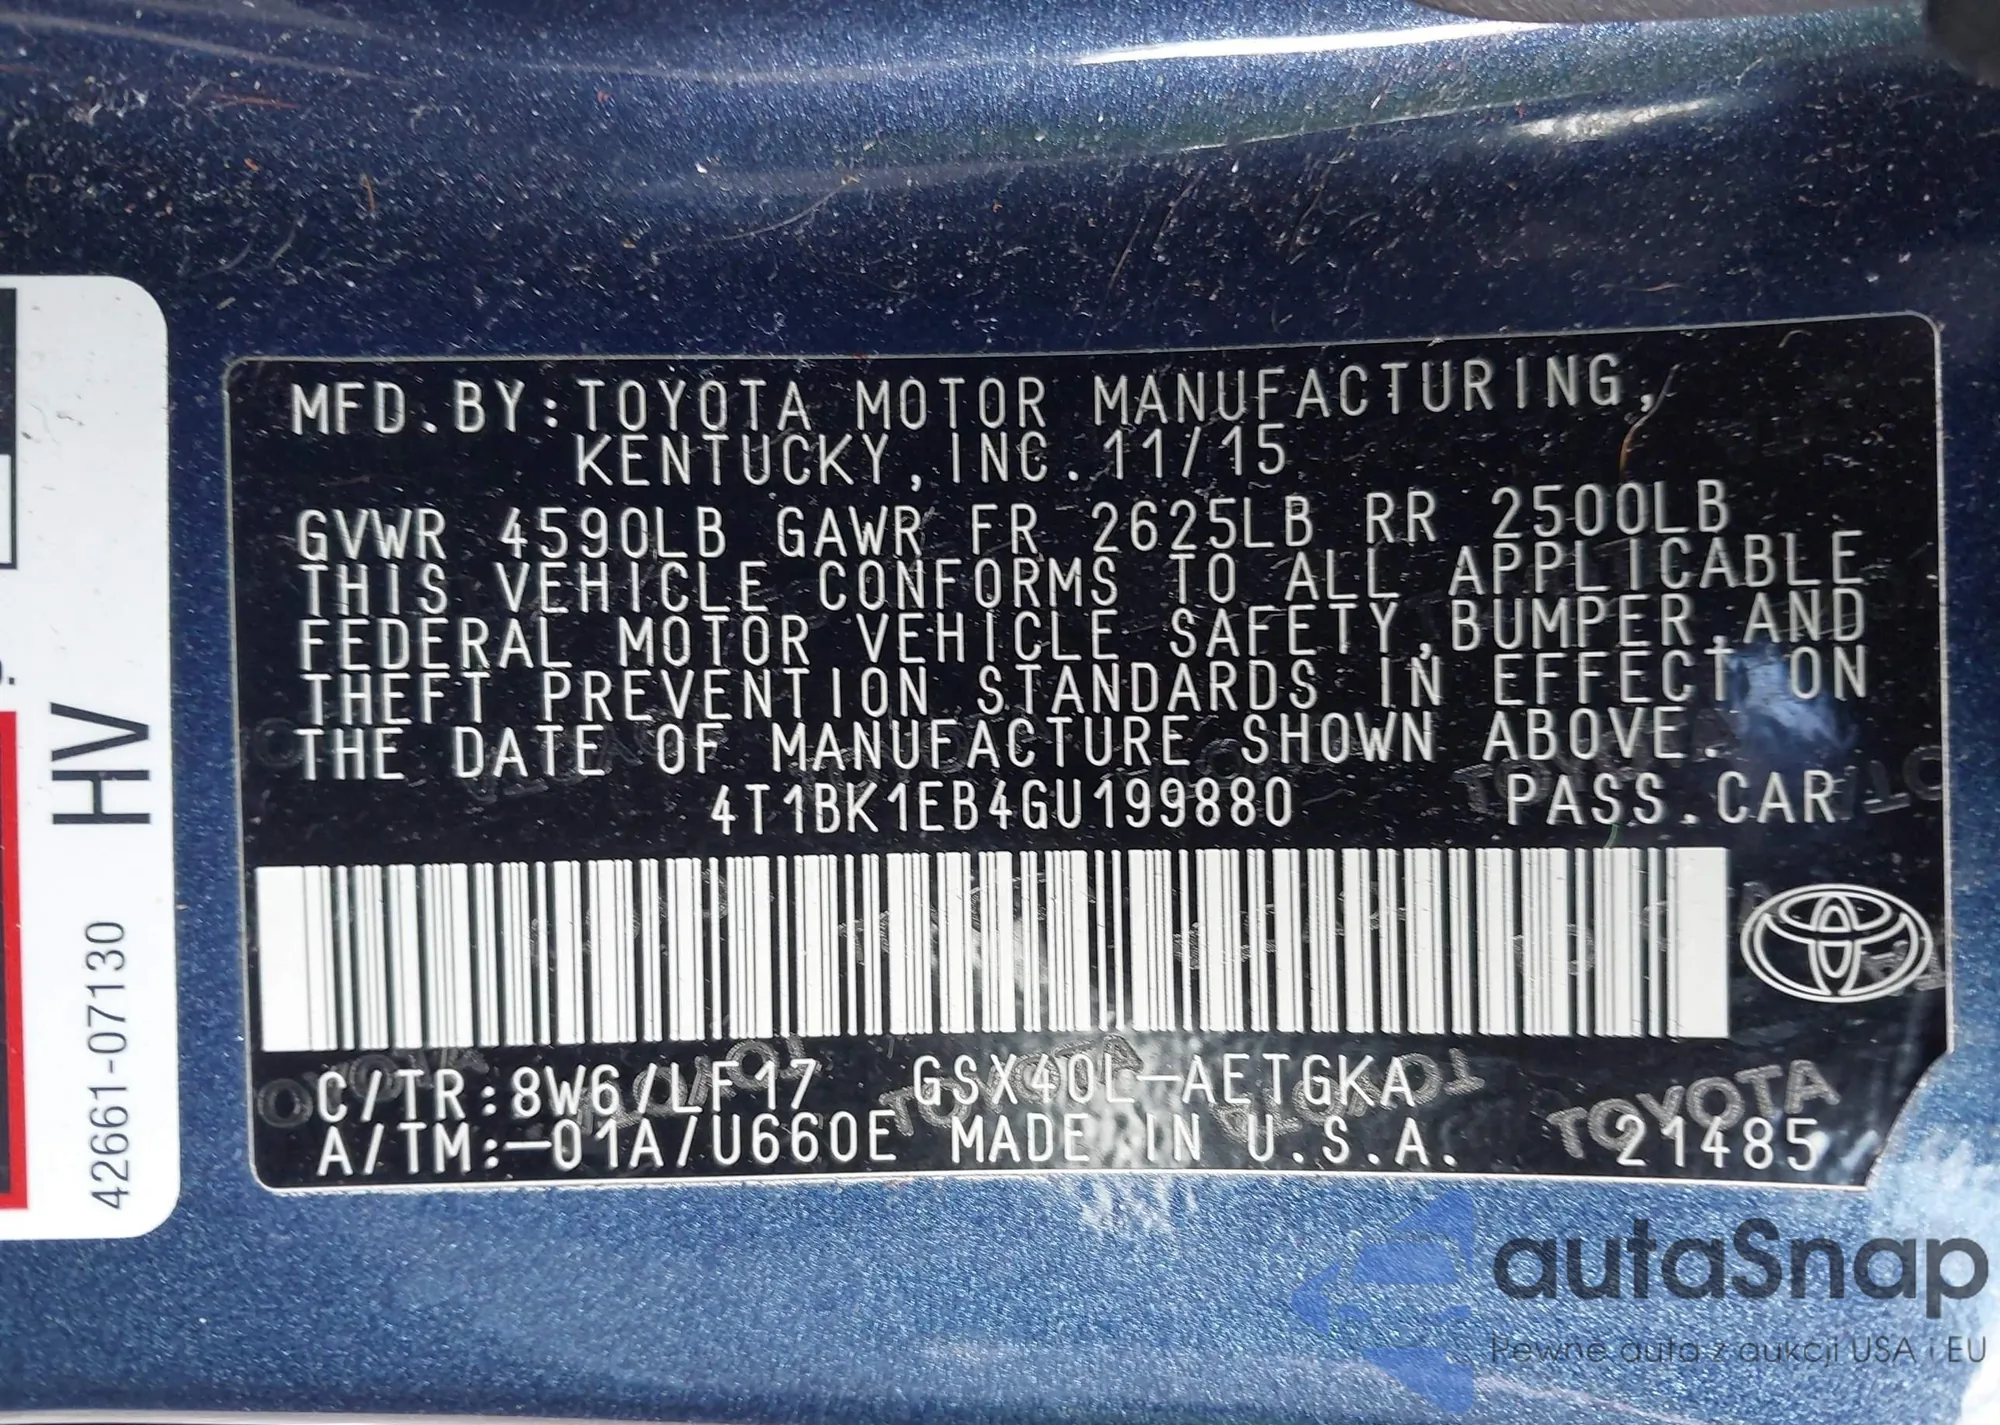 MFD.BY:TOYOTA MOTOR MANUFACTURING,
KENTUCKY,INC.11/15
GVWR 4590LB GAWR FR 2625LB RR 2500LB
THIS VEHICLE CONFORMS TO ALL APPLICABLE
FEDERAL MOTOR VEHICLE SAFETY,BUMPER,AND
THEFT PREVENTION STANDARDS IN EFFECT ON
THE DATE OF MANUFACTURE SHOWN ABOVE.
4T1BK1EB4GU199880 PASS.CAR
C/TR:8W6/LF17 GSX40L-AETGKA
A/TM:-01A/U660E MADE IN U.S.A. 21485
TOYOTA
HV
42661-07130
autaSnap
Pewne auta z aukcji USA i EU